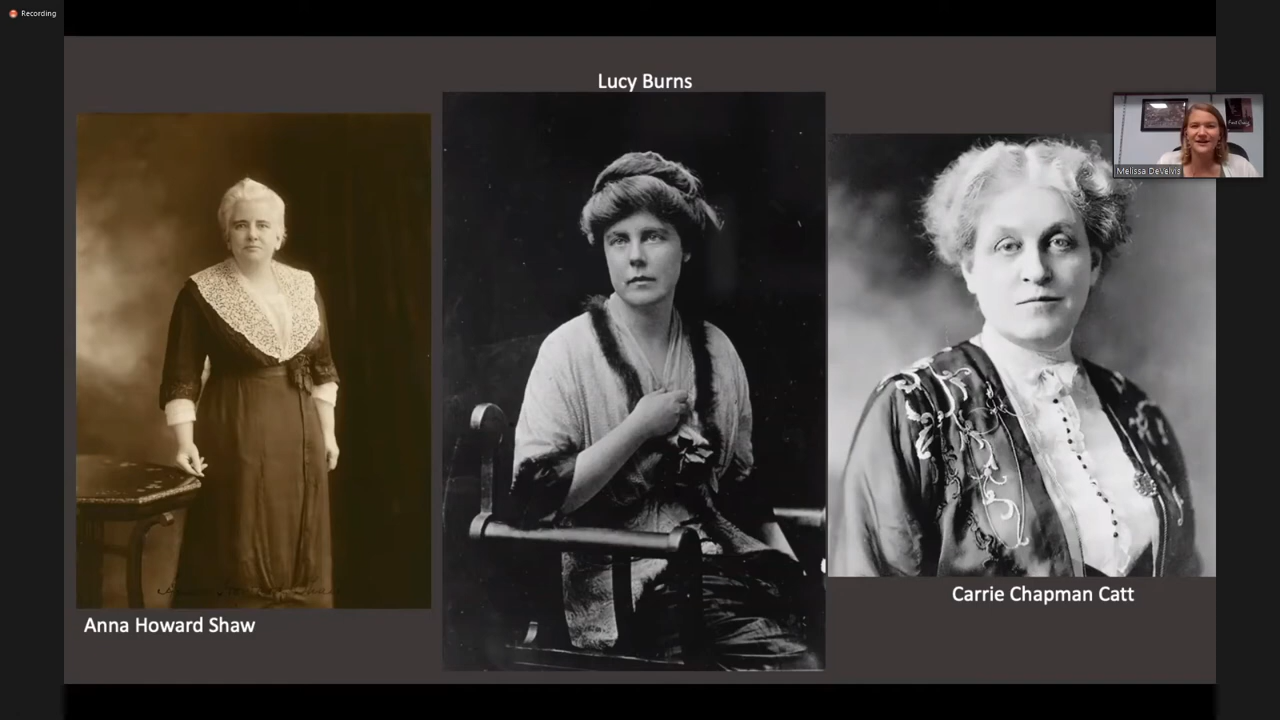 Recording
Lucy Burns
Melissa DeVelvis
Anna Howard Shaw
Carrie Chapman Catt